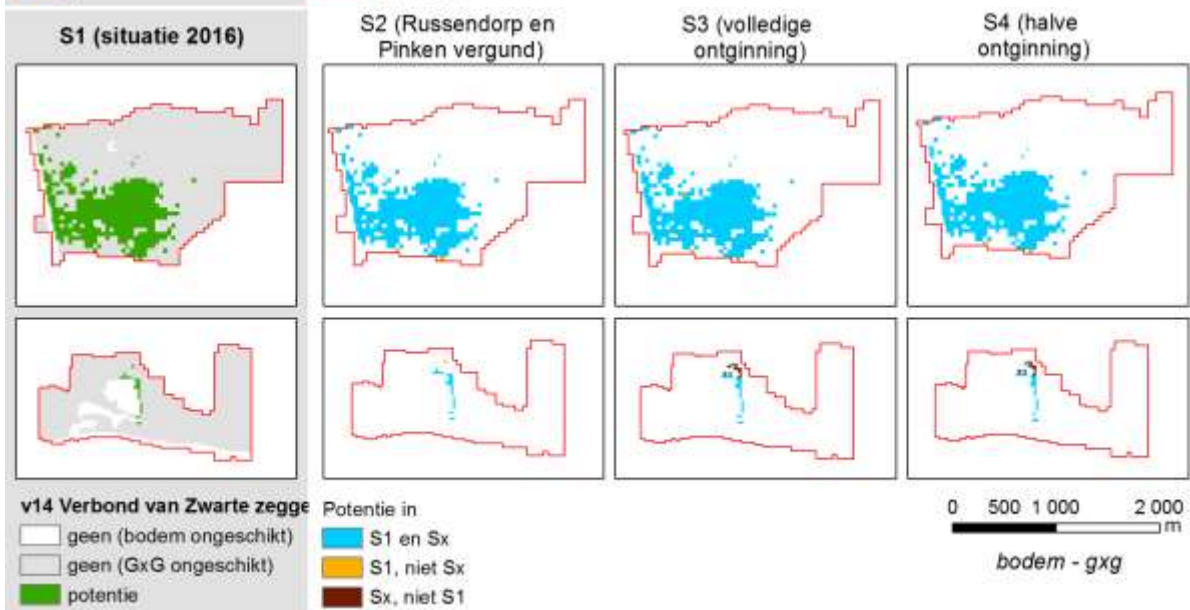 S1 (situatie 2016)
S2 (Russendorp en
Pinken vergund)
S3 (volledige
ontginning)
S4 (halve
ontginning)
v14 Verbond van Zwarte zegge
geen (bodem ongeschikt)
geen (GxG ongeschikt)
potentie
Potentie in
S1 en Sx
S1, niet Sx
Sx, niet S1
0 500 1 000 2 000
m
bodem - gxg